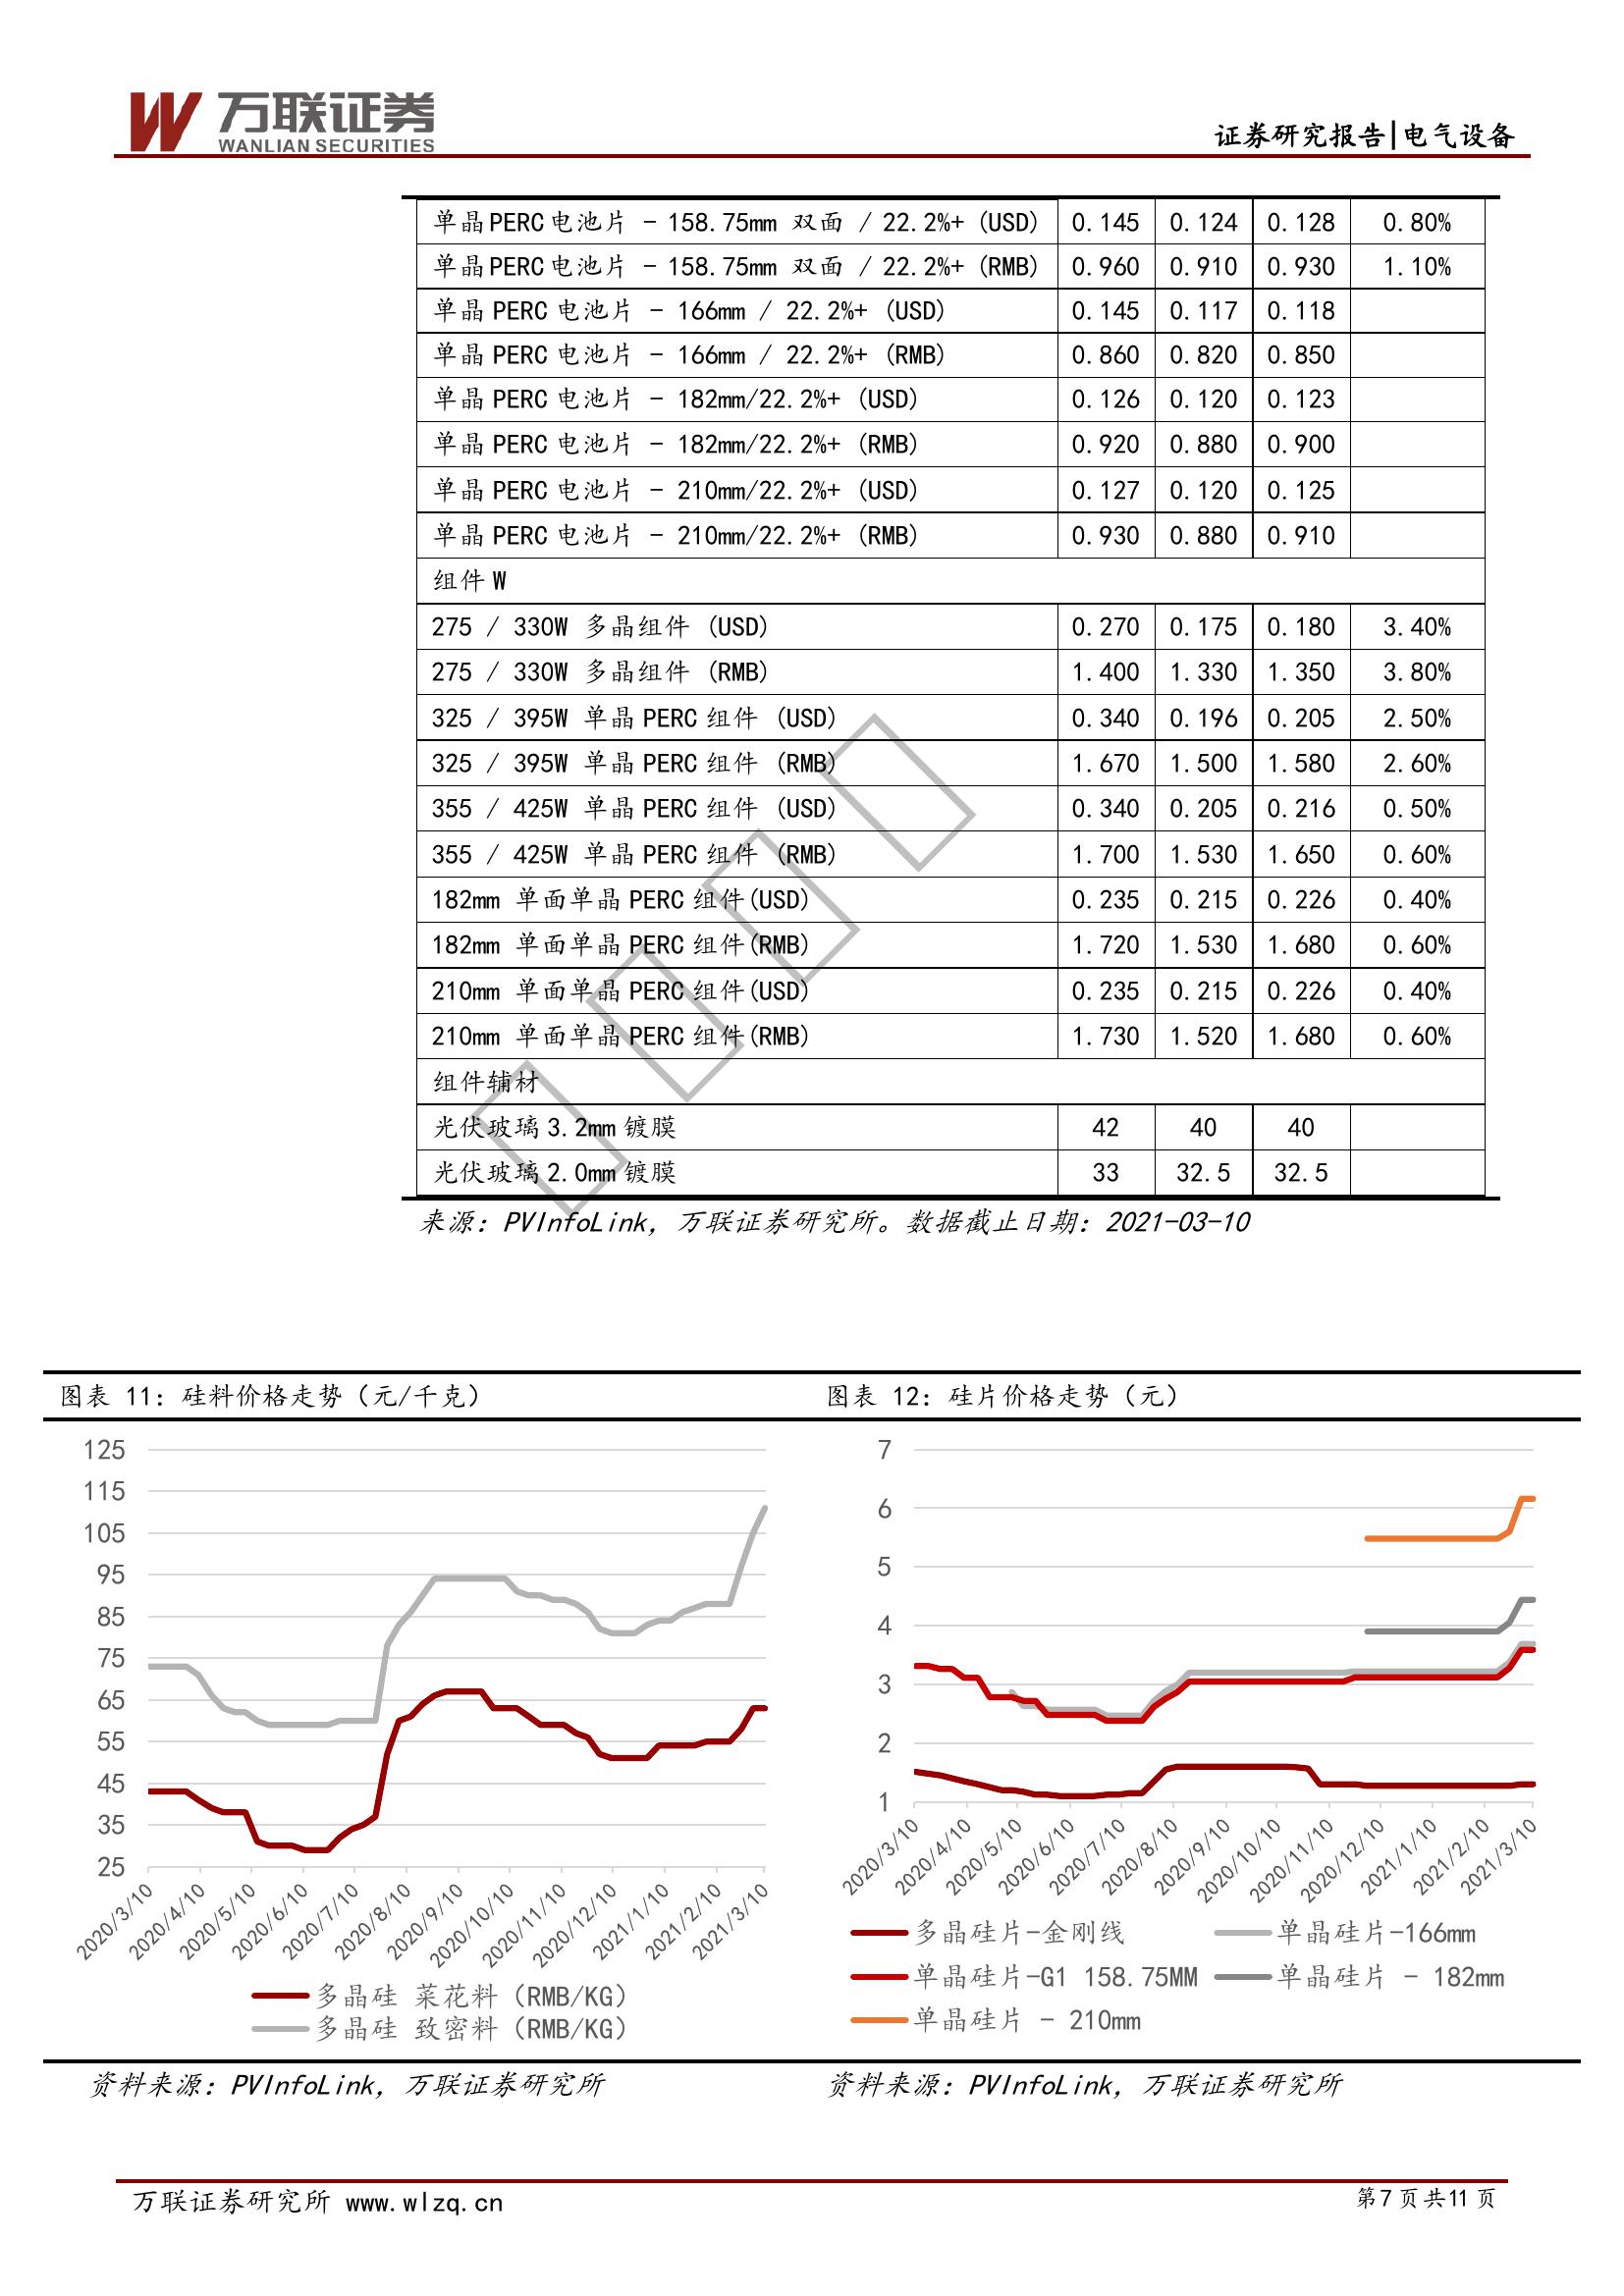 万联证券
WANLIAN SECURITIES
证券研究报告|电气设备
单晶PERC电池片 - 158.75mm 双面 / 22.2%+ (USD) 0.145 0.124 0.128 0.80%
单晶PERC电池片 - 158.75mm 双面 / 22.2%+ (RMB) 0.960 0.910 0.930 1.10%
单晶 PERC 电池片 - 166mm / 22.2%+ (USD) 0.145 0.117 0.118
单晶 PERC 电池片 - 166mm / 22.2%+ (RMB) 0.860 0.820 0.850
单晶 PERC 电池片 - 182mm/22.2%+ (USD) 0.126 0.120 0.123
单晶 PERC 电池片 - 182mm/22.2%+ (RMB) 0.920 0.880 0.900
单晶 PERC 电池片 - 210mm/22.2%+ (USD) 0.127 0.120 0.125
单晶 PERC 电池片 - 210mm/22.2%+ (RMB) 0.930 0.880 0.910
组件 W
275 / 330W 多晶组件 (USD) 0.270 0.175 0.180 3.40%
275 / 330W 多晶组件 (RMB) 1.400 1.330 1.350 3.80%
325 / 395W 单晶 PERC 组件 (USD) 0.340 0.196 0.205 2.50%
325 / 395W 单晶 PERC 组件 (RMB) 1.670 1.500 1.580 2.60%
355 / 425W 单晶 PERC 组件 (USD) 0.340 0.205 0.216 0.50%
355 / 425W 单晶 PERC 组件 (RMB) 1.700 1.530 1.650 0.60%
182mm 单面单晶 PERC 组件(USD) 0.235 0.215 0.226 0.40%
182mm 单面单晶 PERC 组件(RMB) 1.720 1.530 1.680 0.60%
210mm 单面单晶 PERC 组件(USD) 0.235 0.215 0.226 0.40%
210mm 单面单晶 PERC 组件(RMB) 1.730 1.520 1.680 0.60%
组件辅材
光伏玻璃 3.2mm 镀膜 42 40 40
光伏玻璃 2.0mm 镀膜 33 32.5 32.5
来源：PVInfoLink，万联证券研究所。数据截止日期：2021-03-10
图表 11：硅料价格走势（元/千克）
125
115
105
95
85
75
65
55
45
35
25
2020/3/10 2020/4/10 2020/5/10 2020/6/10 2020/7/10 2020/8/10 2020/9/10 2020/10/10 2020/11/10 2020/12/10 2021/1/10 2021/2/10 2021/3/10
多晶硅 菜花料（RMB/KG）
多晶硅 致密料（RMB/KG）
资料来源：PVInfoLink，万联证券研究所
图表 12：硅片价格走势（元）
7
6
5
4
3
2
1
2020/3/10 2020/4/10 2020/5/10 2020/6/10 2020/7/10 2020/8/10 2020/9/10 2020/10/10 2020/11/10 2020/12/10 2021/1/10 2021/2/10 2021/3/10
多晶硅片-金刚线 单晶硅片-166mm
单晶硅片-G1 158.75MM 单晶硅片 - 182mm
单晶硅片 - 210mm
资料来源：PVInfoLink，万联证券研究所
万联证券研究所 www.wlzq.cn
第 7 页 共 11 页